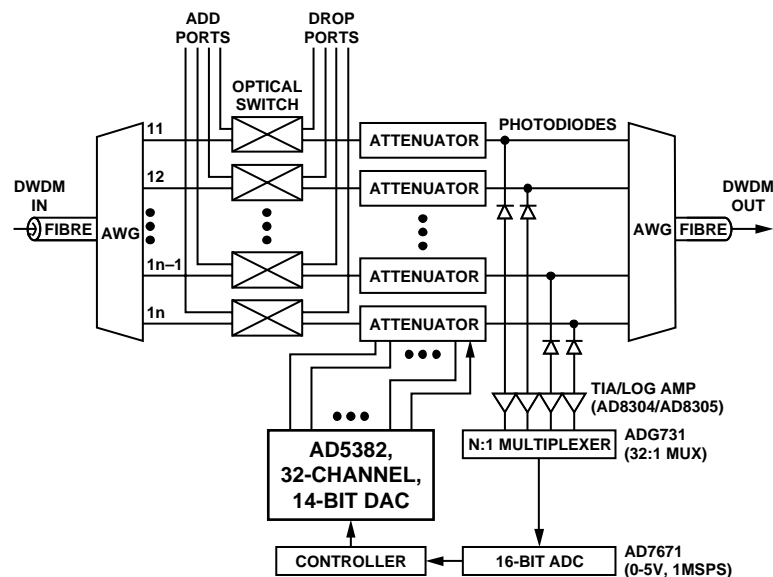 ADD
PORTS
DROP
PORTS
OPTICAL
SWITCH
PHOTODIODES
11
ATTENUATOR
12
ATTENUATOR
DWDM
IN
FIBRE
AWG
AWG
FIBRE
DWDM
OUT
1n–1
ATTENUATOR
1n
ATTENUATOR
TIA/LOG AMP
(AD8304/AD8305)
AD5382,
32-CHANNEL,
14-BIT DAC
N:1 MULTIPLEXER
ADG731
(32:1 MUX)
CONTROLLER
16-BIT ADC
AD7671
(0-5V, 1MSPS)